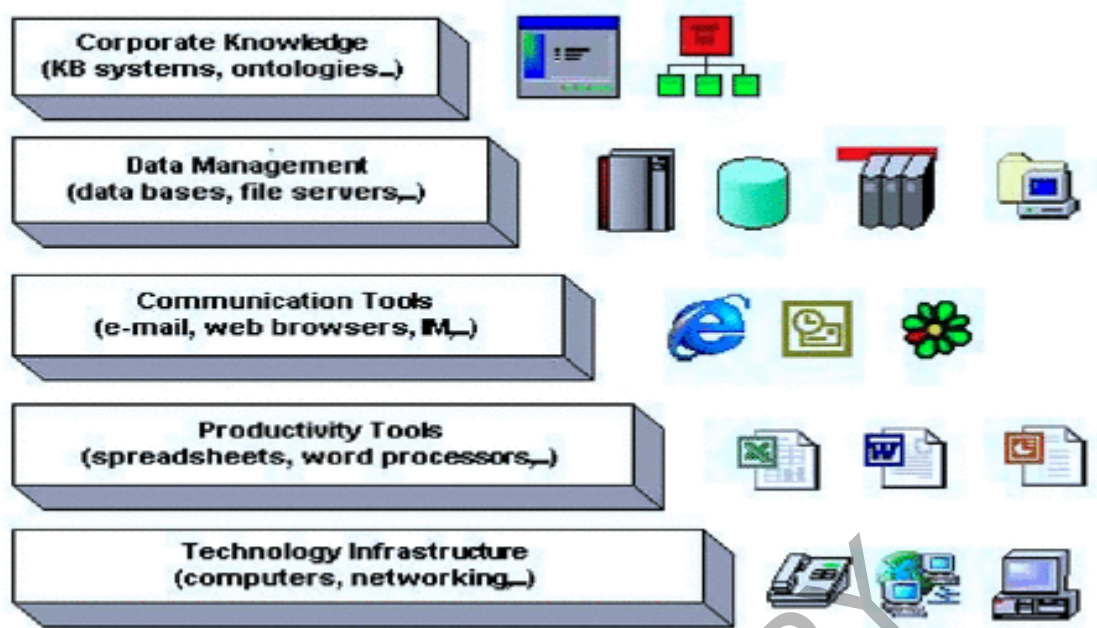 Corporate Knowledge
(KB systems, ontologies...)
Data Management
(data bases, file servers,...)
Communication Tools
(e-mail, web browsers, IM,...)
Productivity Tools
(spreadsheets, word processors,...)
W
Technology Infrastructure
(computers, networking,...)
PY